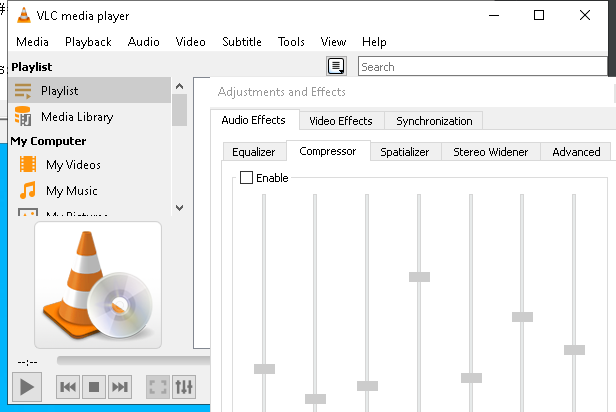 #
VLC media player
Media Playback Audio Video Subtitle Tools View Help
Playlist
Search
Playlist
Media Library
My Computer
My Videos
My Music
My Pictures
--:--
Adjustments and Effects
Audio Effects Video Effects Synchronization
Equalizer Compressor Spatializer Stereo Widener Advanced
Enable